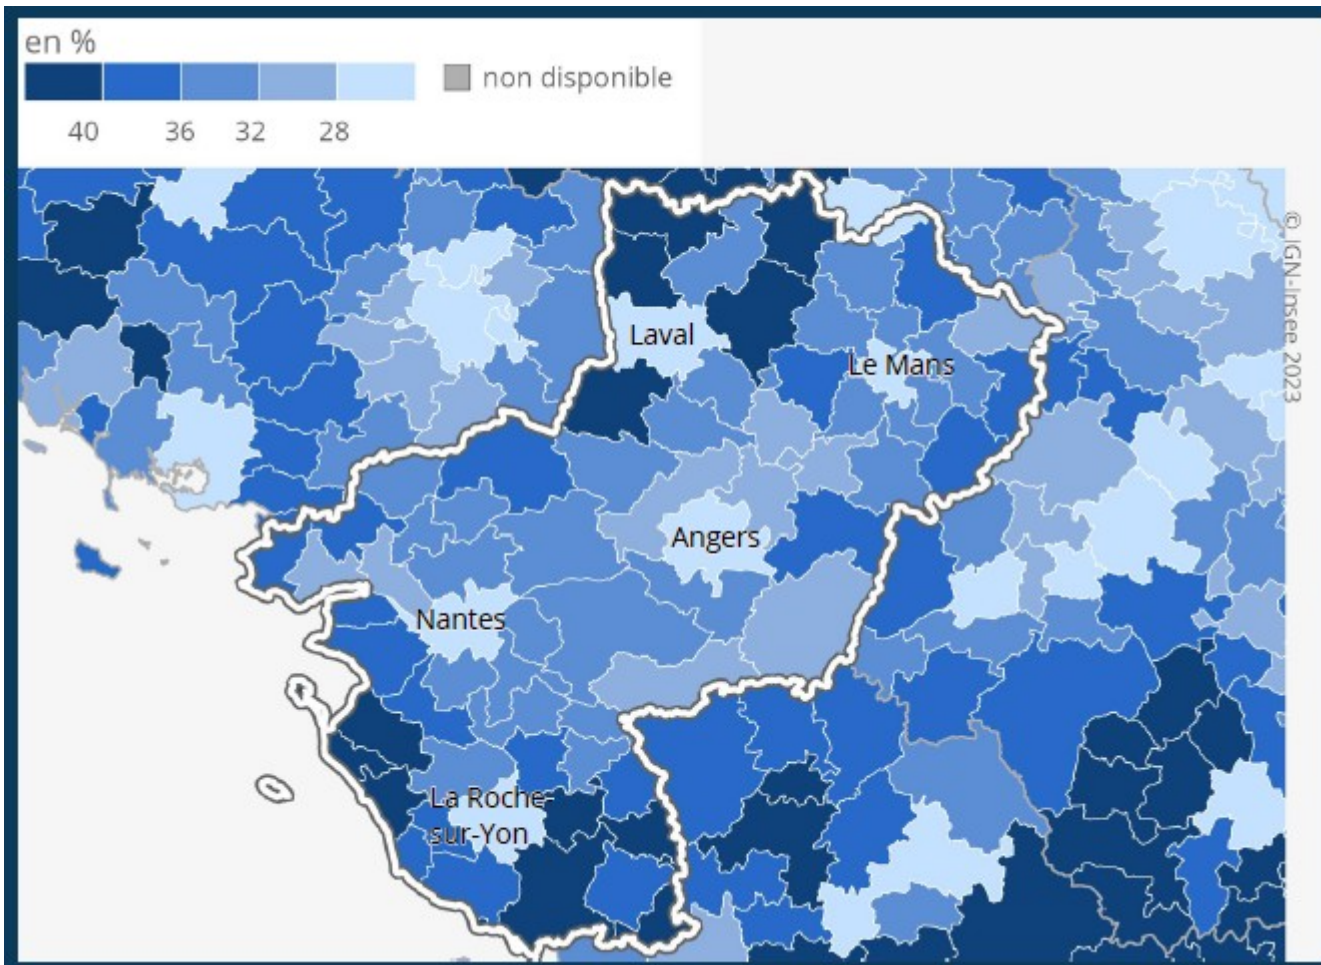 en %
non disponible
40 36 32 28
© IGN-Insee 2023
Laval
Le Mans
Angers
Nantes
La Roche-
sur-Yon